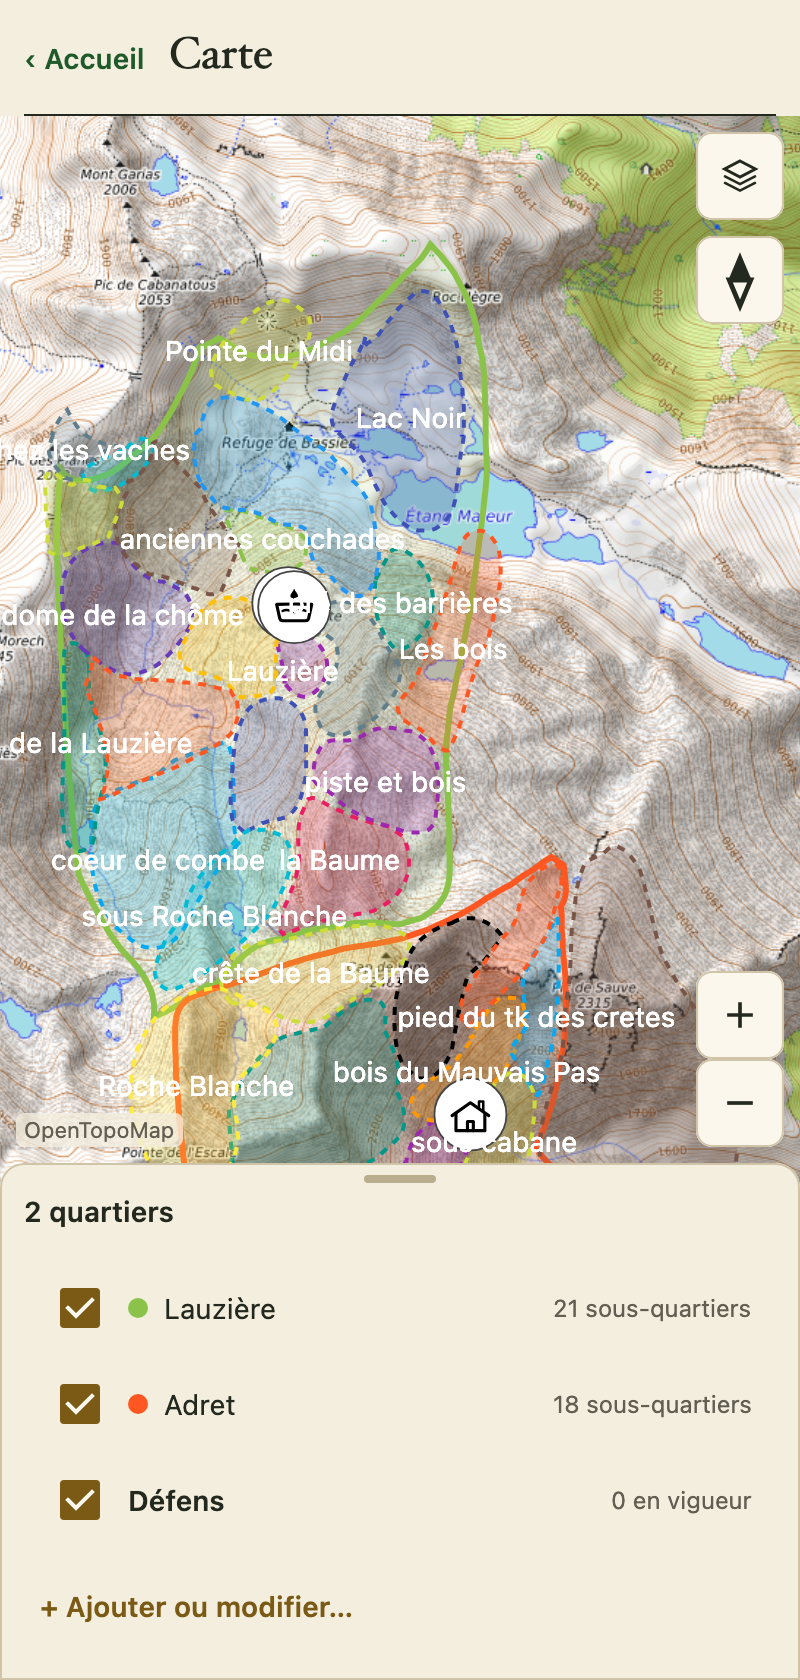 ‹ Accueil Carte
Mont Garias
2006
Pic de Cabanatous
2053
Roc Nègre
Pointe du Midi
Lac Noir
Refuge de Bassiès
les vaches
Étang Majeur
anciennes couchades
dome de la chôme
des barrières
Morech
Les bois
Lauzière
de la Lauzière
piste et bois
coeur de combe
la Baume
sous Roche Blanche
crête de la Baume
de Sauve
2315
pied du tk des cretes
bois du Mauvais Pas
Roche Blanche
OpenTopoMap
sous cabane
Pointe de l'Escale
2 quartiers
Lauzière 21 sous-quartiers
Adret 18 sous-quartiers
Défens 0 en vigueur
+ Ajouter ou modifier...